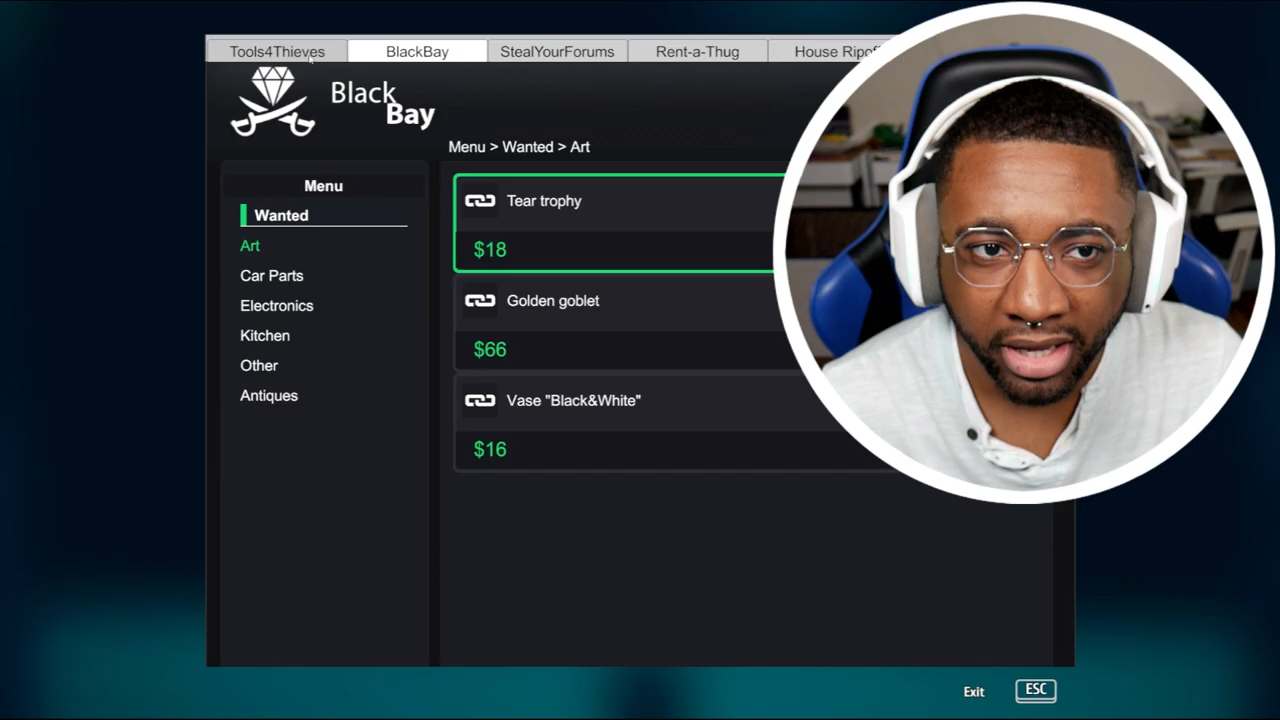 Tools4Thieves
BlackBay
StealYourForums
Rent-a-Thug
House
Black
Bay
Menu > Wanted > Art
Menu
Wanted
Art
Car Parts
Electronics
Kitchen
Other
Antiques
Tear trophy
$18
Golden goblet
$66
Vase "Black&White"
$16
Exit
ESC